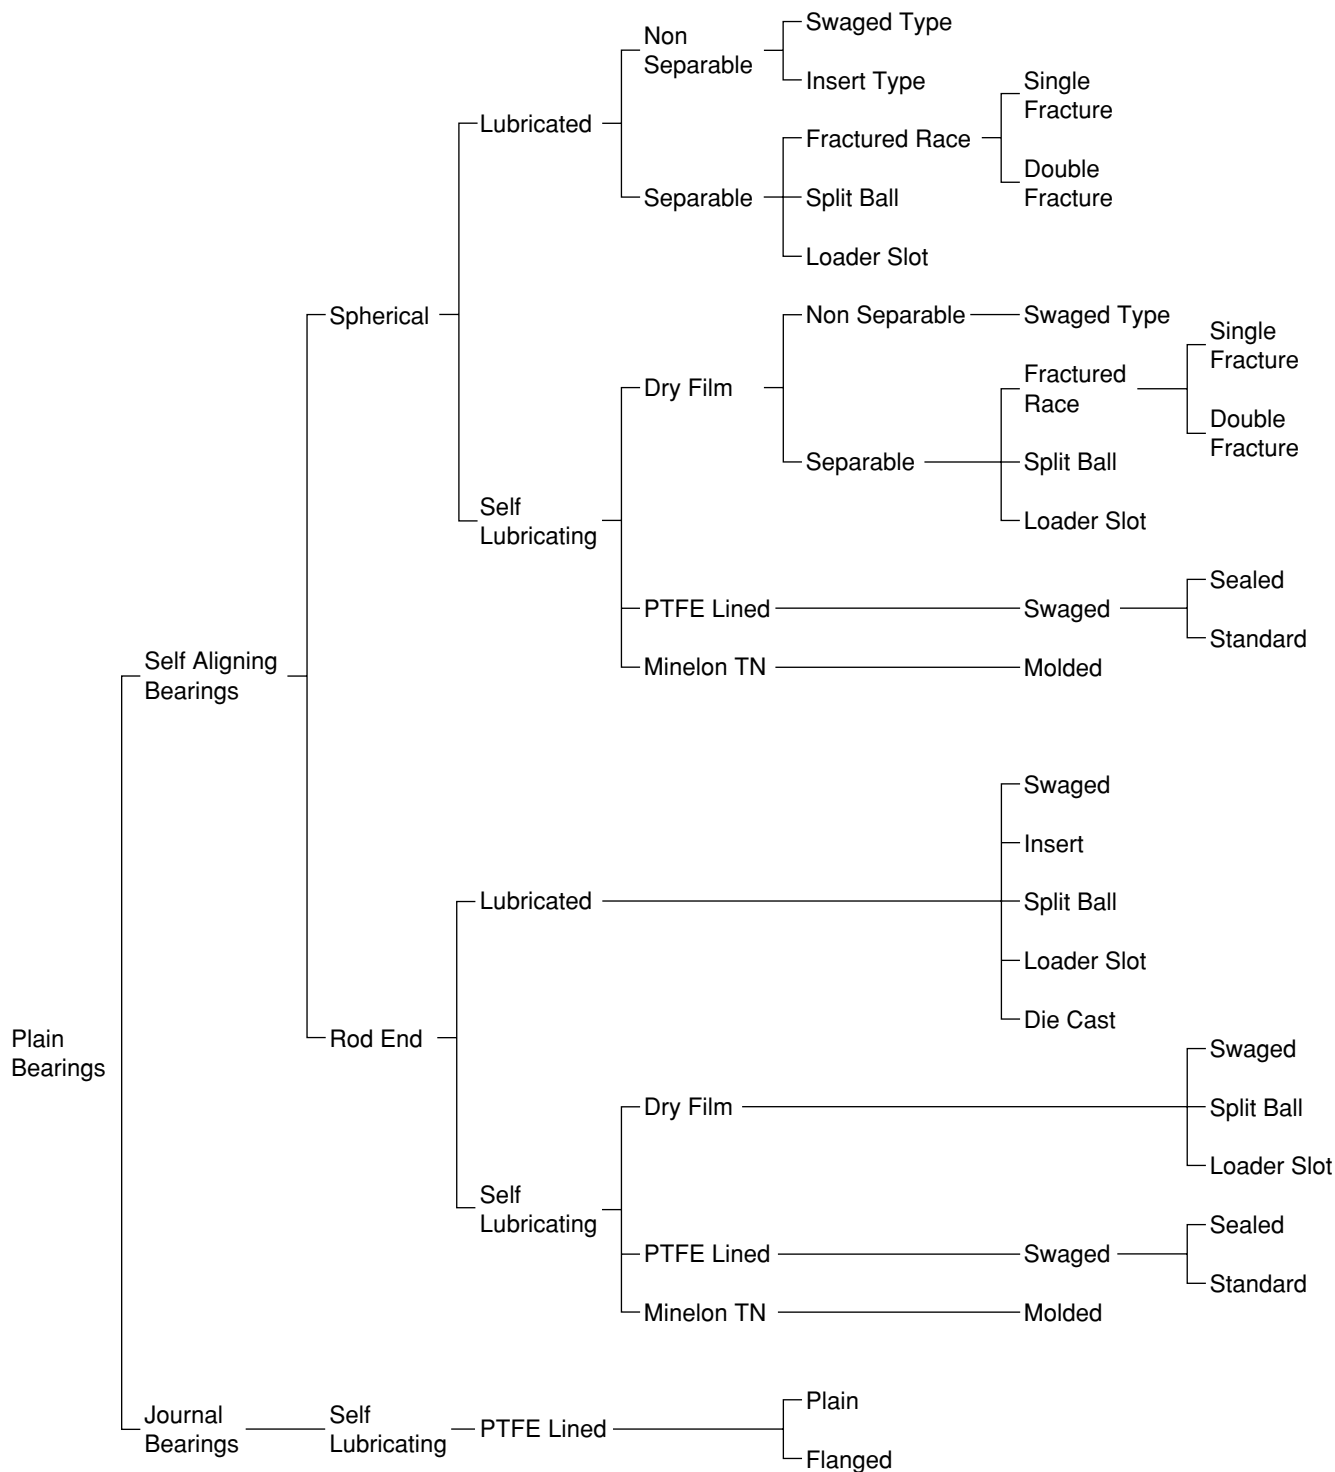 Swaged Type
Non
Separable
Insert Type
Single
Fracture
Lubricated
Fractured Race
Double
Fracture
Separable
Split Ball
Loader Slot
Spherical
Non Separable
Swaged Type
Single
Fracture
Dry Film
Fractured
Race
Double
Fracture
Separable
Split Ball
Self
Lubricating
Loader Slot
Sealed
PTFE Lined
Swaged
Standard
Self Aligning
Bearings
Minelon TN
Molded
Swaged
Insert
Lubricated
Split Ball
Loader Slot
Die Cast
Plain
Bearings
Rod End
Swaged
Dry Film
Split Ball
Loader Slot
Self
Lubricating
Sealed
PTFE Lined
Swaged
Standard
Minelon TN
Molded
Plain
Journal
Bearings
Self
Lubricating
PTFE Lined
Flanged